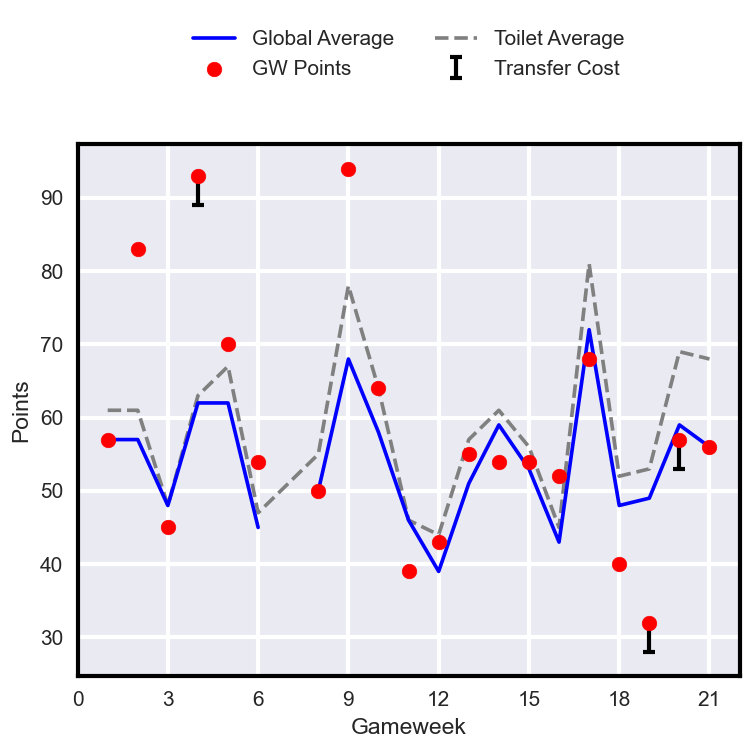 Global Average
GW Points
Toilet Average
Transfer Cost
Points
90
80
70
60
50
40
30
0 3 6 9 12 15 18 21
Gameweek